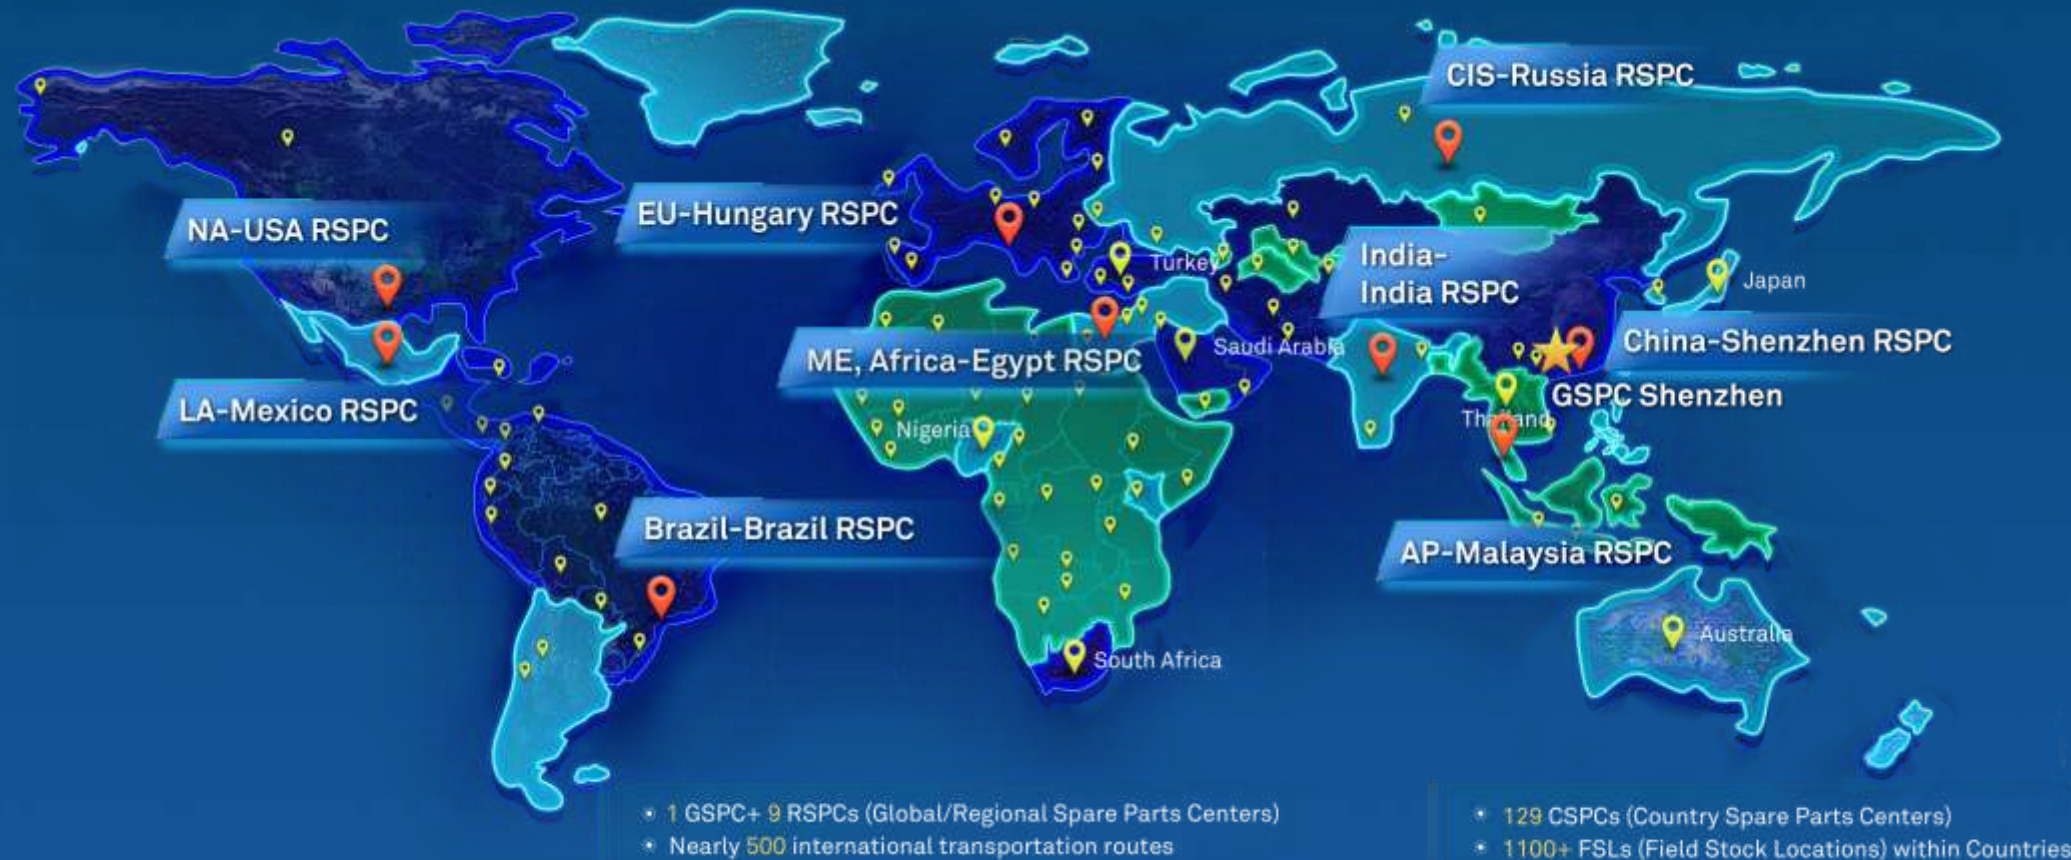 CIS-Russia RSPC
EU-Hungary RSPC
NA-USA RSPC
Turkey
India-
India RSPC
Japan
China-Shenzhen RSPC
Saudi Arabia
ME, Africa-Egypt RSPC
GSPC Shenzhen
LA-Mexico RSPC
Thailand
Nigeria
Brazil-Brazil RSPC
AP-Malaysia RSPC
Australia
South Africa
1 GSPC+ 9 RSPCs (Global/Regional Spare Parts Centers)
Nearly 500 international transportation routes
129 CSPCs (Country Spare Parts Centers)
1100+ FSLs (Field Stock Locations) within Countries